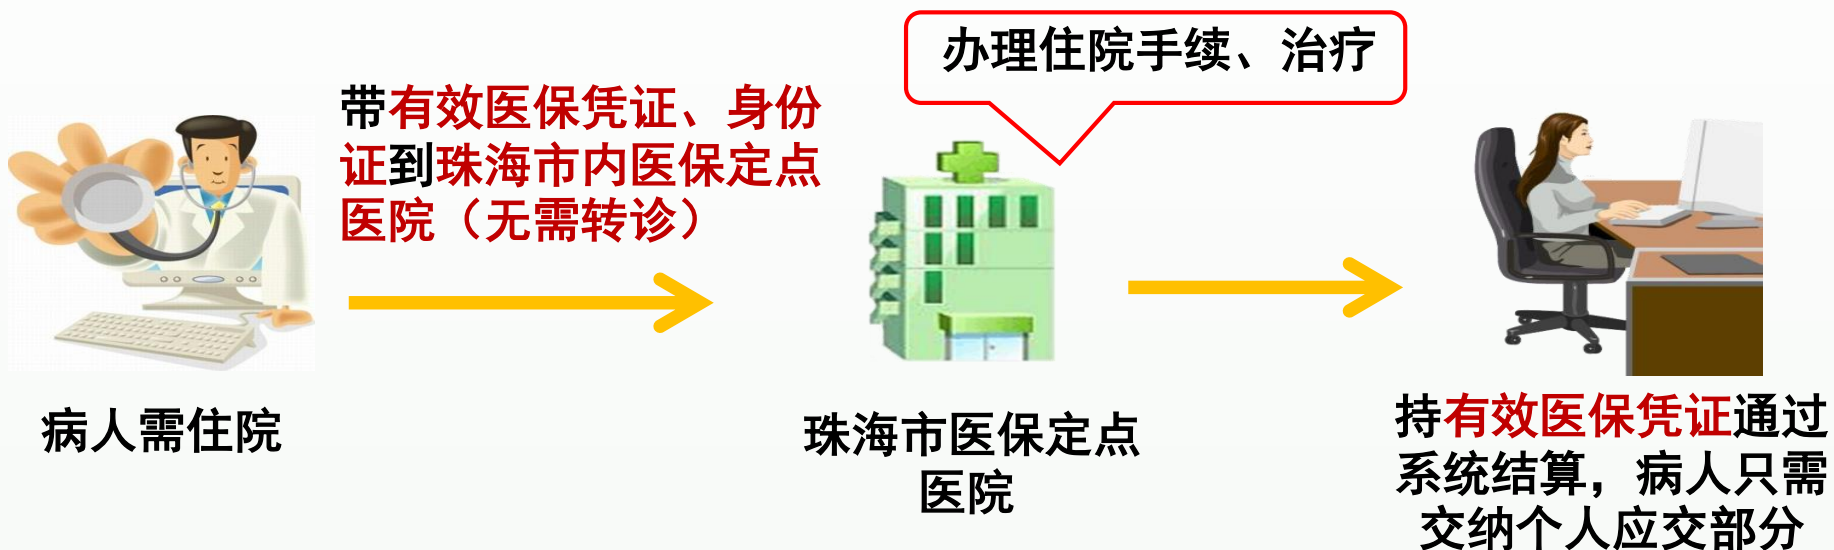 办理住院手续、治疗
带有效医保凭证、身份
证到珠海市内医保定点
医院（无需转诊）
病人需住院
珠海市医保定点
医院
持有效医保凭证通过
系统结算，病人只需
交纳个人应交部分